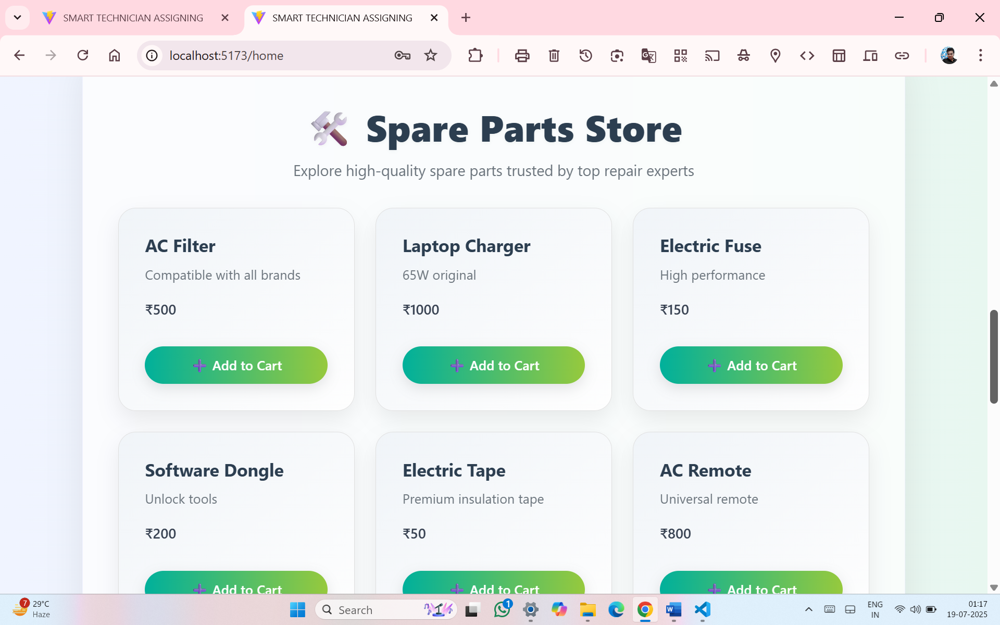 SMART TECHNICIAN ASSIGNING
SMART TECHNICIAN ASSIGNING
localhost:5173/home
Spare Parts Store
Explore high-quality spare parts trusted by top repair experts
AC Filter
Compatible with all brands
₹500
Add to Cart
Laptop Charger
65W original
₹1000
Add to Cart
Electric Fuse
High performance
₹150
Add to Cart
Software Dongle
Unlock tools
₹200
Add to Cart
Electric Tape
Premium insulation tape
₹50
Add to Cart
AC Remote
Universal remote
₹800
Add to Cart
7
29°C
Haze
Search
1
ENG
IN
01:17
19-07-2025